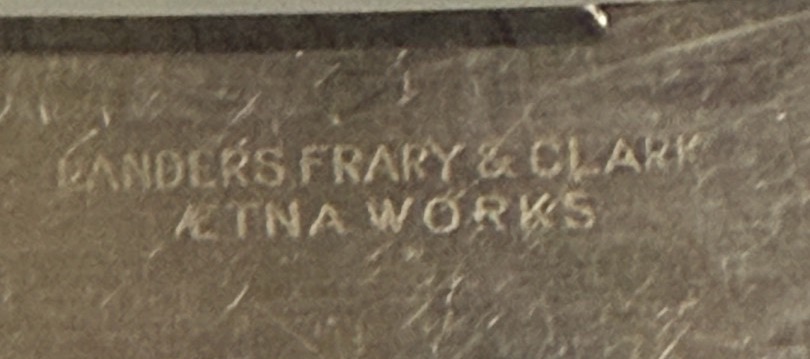 LANDERS FRARY & CLARK
ÆTNA WORKS